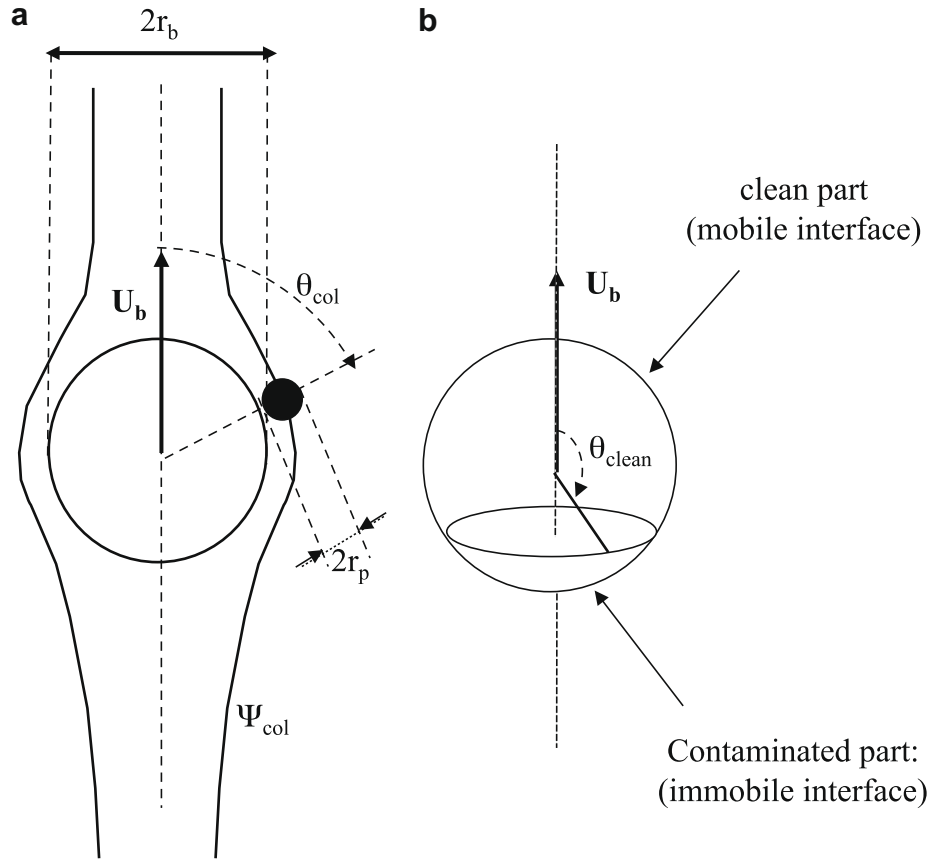 a
2r_b
θ_col
U_b
2r_p
Ψ_col
b
clean part
(mobile interface)
U_b
θ_clean
Contaminated part:
(immobile interface)